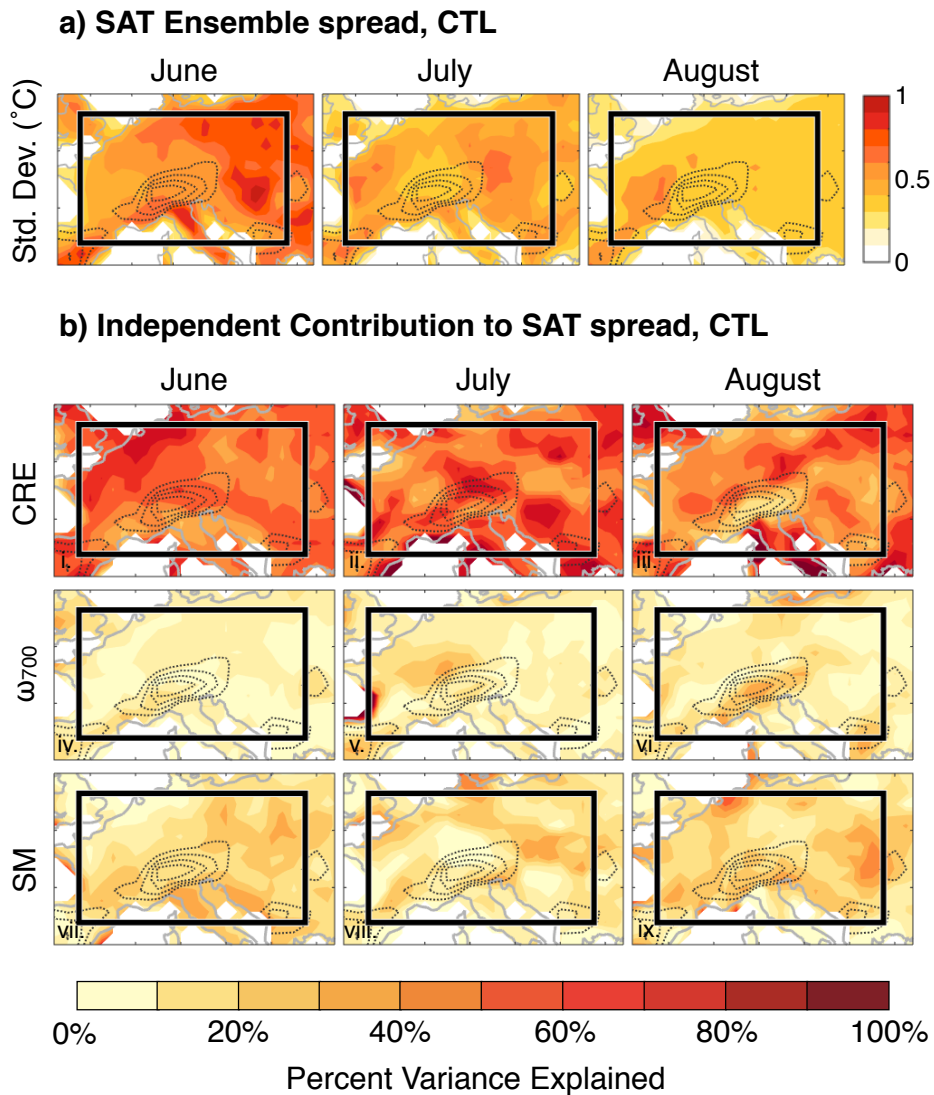 a) SAT Ensemble spread, CTL
June July August
Std. Dev. (˚C)
1
0.5
0
b) Independent Contribution to SAT spread, CTL
June July August
CRE
i. ii. iii.
ω700
iv. v. vi.
SM
vii. viii. ix.
0% 20% 40% 60% 80% 100%
Percent Variance Explained